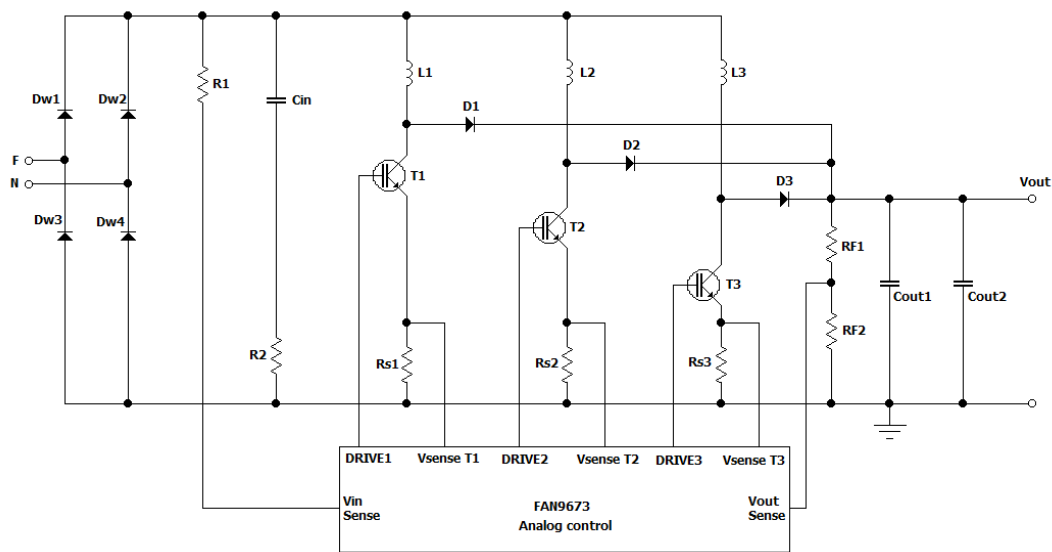 L1
L2
L3
R1
Dw1
Dw2
Cin
D1
D2
F
T1
N
D3
Vout
Dw3
Dw4
T2
RF1
T3
Cout1
Cout2
RF2
R2
Rs1
Rs2
Rs3
DRIVE1
Vsense T1
DRIVE2
Vsense T2
DRIVE3
Vsense T3
Vin
Sense
FAN9673
Analog control
Vout
Sense